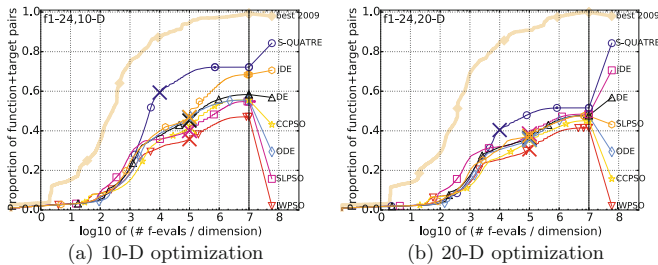 f1-24,10-D
best 2009
S-QUATRE
jDE
DE
CCPSO
ODE
SLPSO
IWPSO
Proportion of function+target pairs
1.0
0.8
0.6
0.4
0.2
0.0
0 1 2 3 4 5 6 7 8
log10 of (# f-evals / dimension)
(a) 10-D optimization
f1-24,20-D
best 2009
S-QUATRE
jDE
DE
SLPSO
ODE
CCPSO
IWPSO
Proportion of function+target pairs
1.0
0.8
0.6
0.4
0.2
0.0
0 1 2 3 4 5 6 7 8
log10 of (# f-evals / dimension)
(b) 20-D optimization